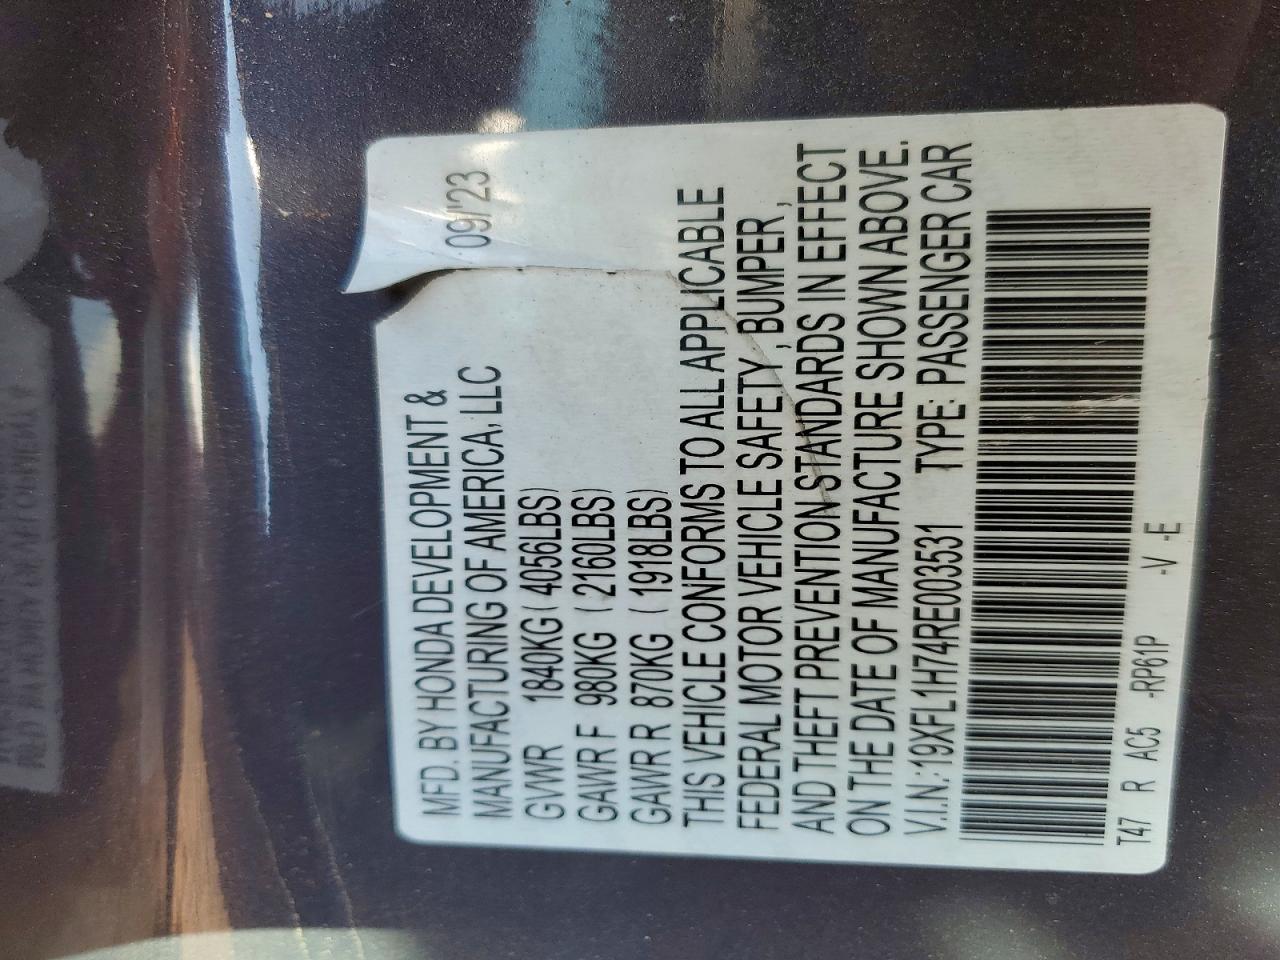 MFD. BY HONDA DEVELOPMENT &
MANUFACTURING OF AMERICA, LLC 09/'23
GVWR 1840KG ( 4056LBS)
GAWR F 980KG ( 2160LBS)
GAWR R 870KG ( 1918LBS)
THIS VEHICLE CONFORMS TO ALL APPLICABLE
FEDERAL MOTOR VEHICLE SAFETY , BUMPER ,
AND THEFT PREVENTION STANDARDS IN EFFECT
ON THE DATE OF MANUFACTURE SHOWN ABOVE.
V.I.N.: 19XFL1H74RE003531 TYPE: PASSENGER CAR
T47 R AC5 -RP61P -V -E